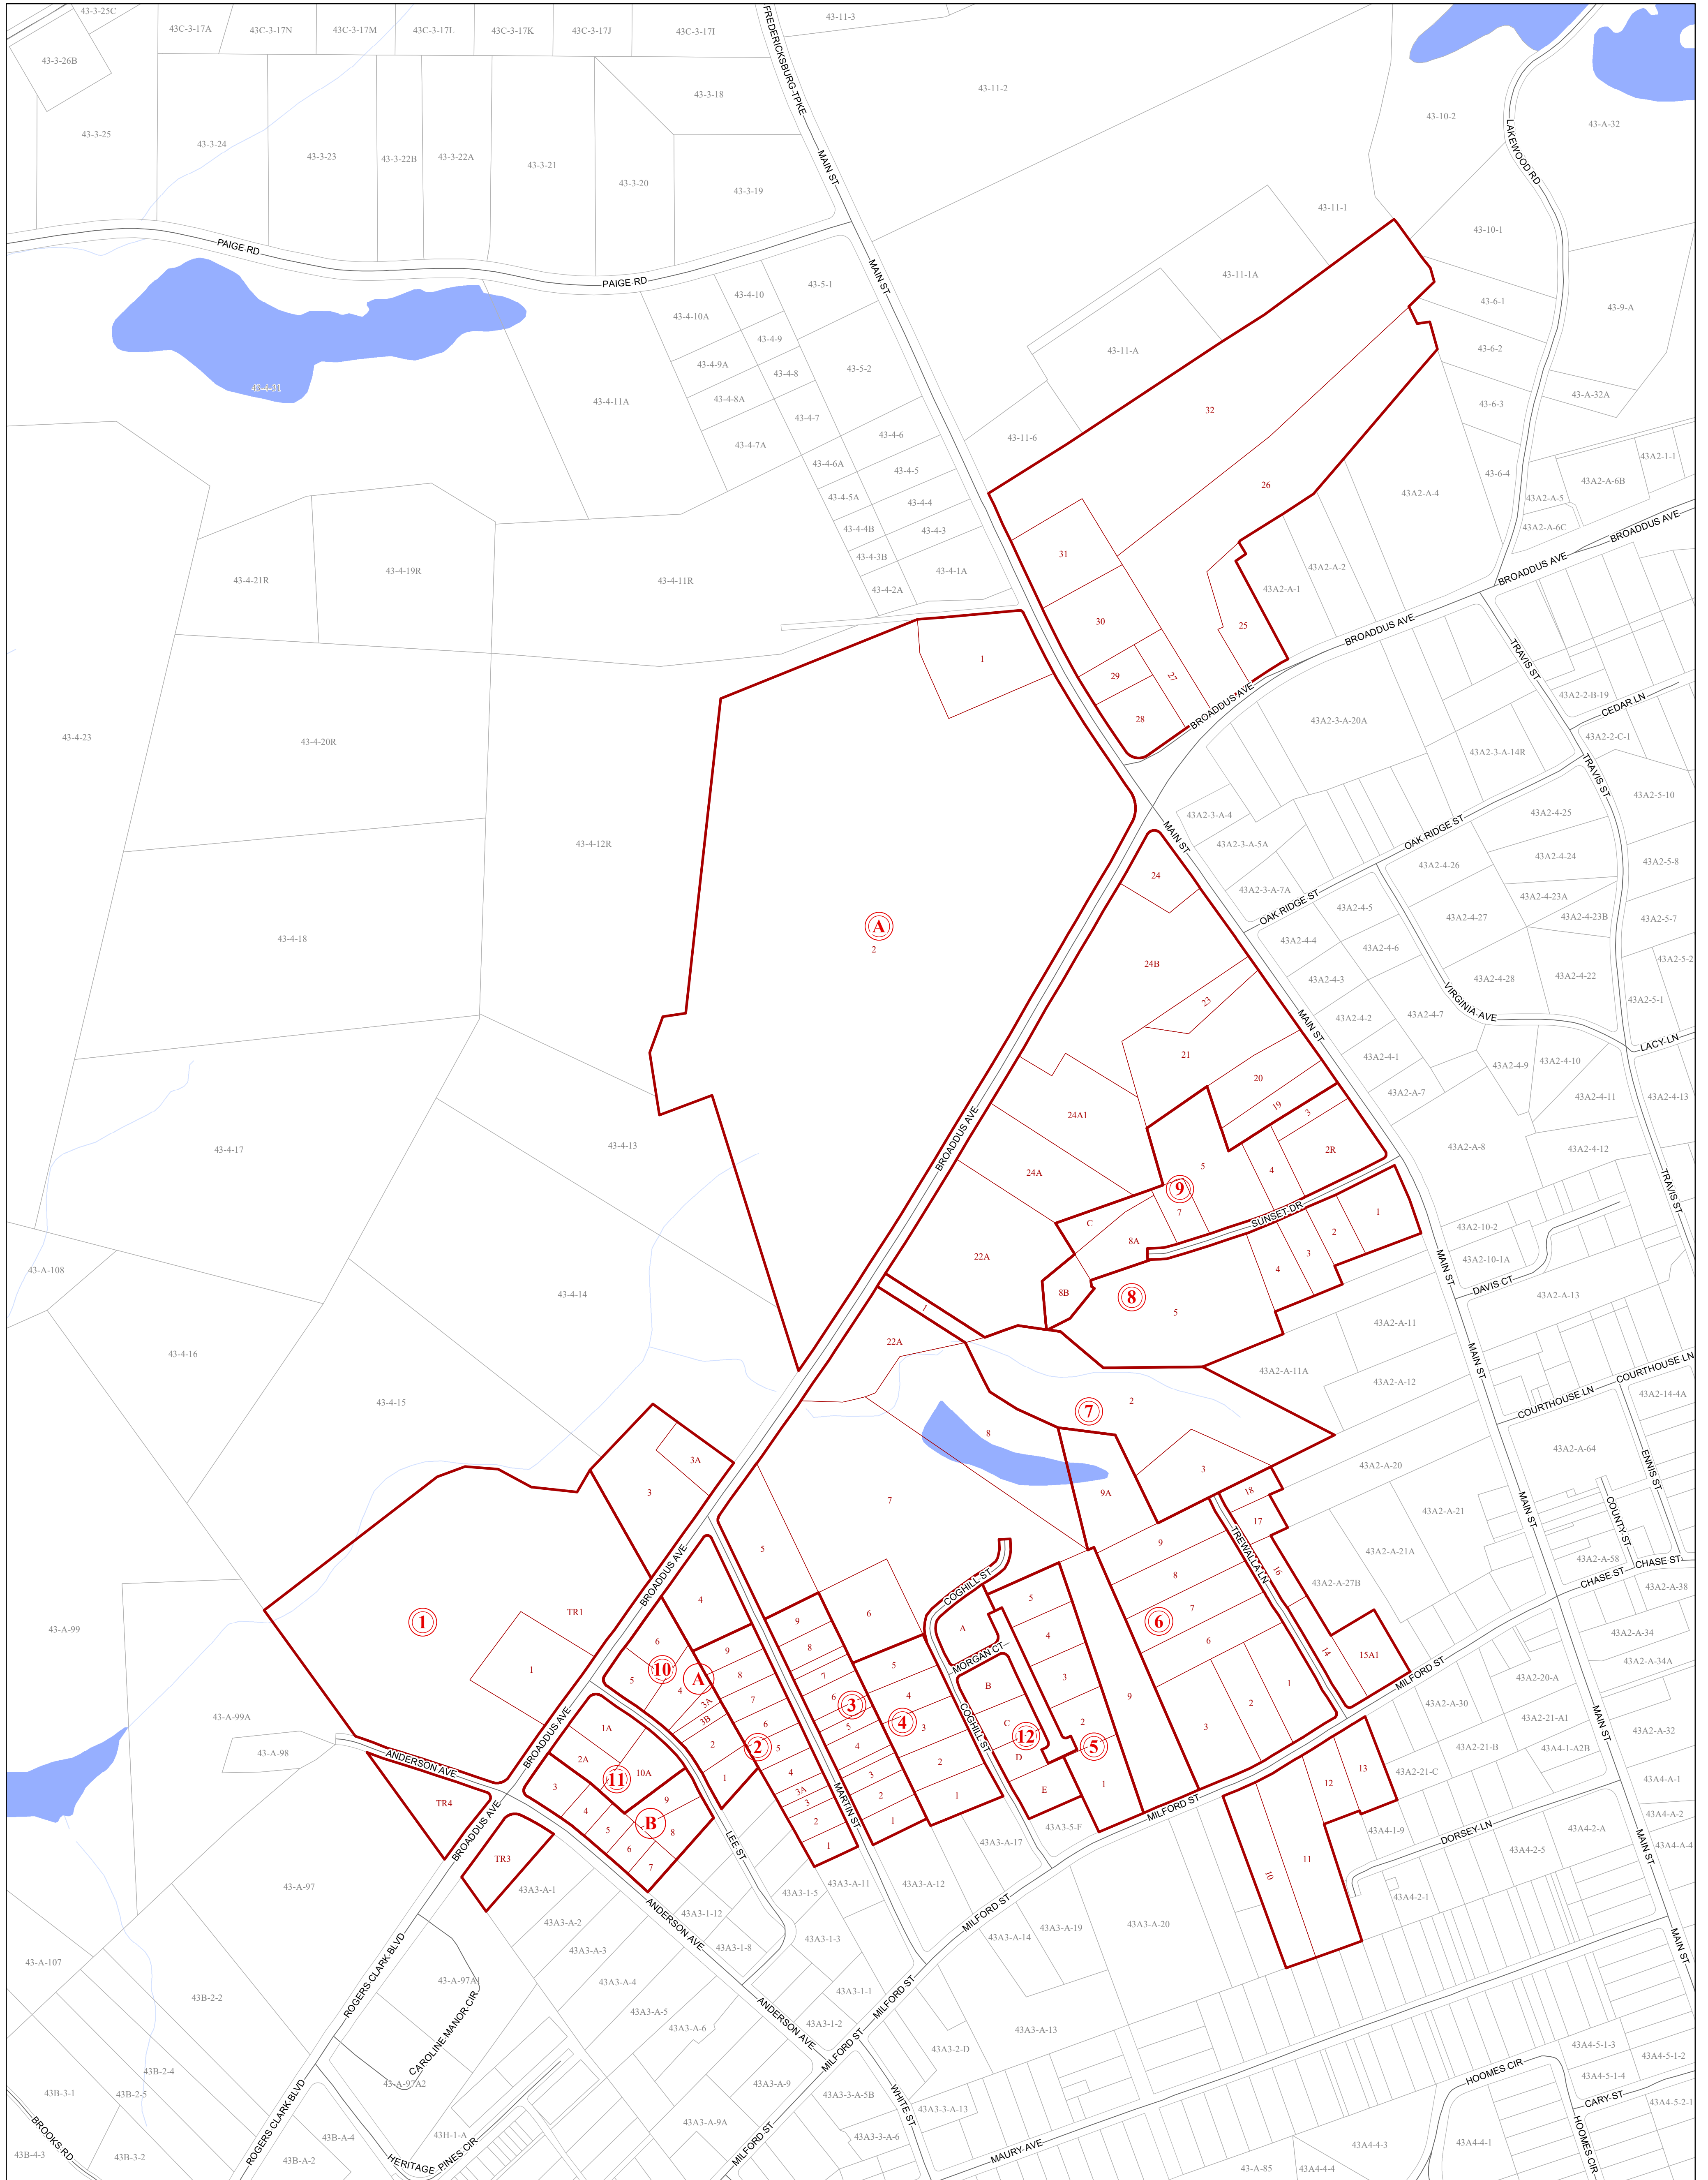 43-3-25C
43C-3-17A
43C-3-17N
43C-3-17M
43C-3-17L
43C-3-17K
43C-3-17J
43C-3-17I
FREDERICKSBURG TPKE
43-11-3
43-3-26B
43-3-18
43-11-2
43-10-2
43-A-32
LAKEWOOD RD
43-3-25
43-3-24
43-3-23
43-3-22B
43-3-22A
43-3-21
43-3-20
43-3-19
MAIN ST
43-11-1
43-10-1
PAIGE RD
PAIGE RD
MAIN ST
43-11-1A
43-6-1
43-9-A
43-4-10
43-5-1
43-4-10A
43-4-9
43-4-9A
43-4-8
43-5-2
43-11-A
43-6-2
43-4-81
43-4-11A
43-4-8A
43-4-7
43-A-32A
43-6-3
32
43-4-7A
43-4-6
43-11-6
43-4-6A
43-4-5
43-6-4
43A2-1-1
26
43A2-A-4
43A2-A-6B
43-4-5A
43-4-4
43A2-A-5
43-4-4B
43-4-3
43A2-A-6C
BROADDUS AVE
31
43-4-3B
43-4-1A
43A2-A-2
BROADDUS AVE
43-4-21R
43-4-19R
43-4-11R
43-4-2A
43A2-A-1
30
25
BROADDUS AVE
TRAVIS ST
1
29
27
43A2-2-B-19
CEDAR LN
BROADDUS AVE
28
43A2-3-A-20A
43-4-23
43-4-20R
43A2-3-A-14R
43A2-2-C-1
TRAVIS ST
43A2-5-10
43-4-12R
43A2-3-A-4
43A2-4-25
MAIN ST
43A2-3-A-5A
OAK RIDGE ST
43A2-4-26
43A2-4-24
43A2-5-8
24
43A2-3-A-7A
43A2-4-23A
OAK RIDGE ST
43A2-4-5
43A2-4-27
43A2-4-23B
43A2-5-7
A
2
43-4-18
43A2-4-4
43A2-4-6
43A2-5-2
24B
43A2-4-3
43A2-4-28
43A2-4-22
23
43A2-5-1
VIRGINIA AVE
43A2-4-2
43A2-4-7
MAIN ST
LACY LN
21
43A2-4-1
43A2-4-9
43A2-4-10
20
43A2-A-7
43A2-4-11
43A2-4-13
19
3
24A1
43-4-17
43-4-13
BROADDUS AVE
43A2-A-8
43A2-4-12
2R
24A
5
4
9
TRAVIS ST
C
7
SUNSET DR
1
43A2-10-2
8A
2
3
22A
MAIN ST
43A2-10-1A
43-A-108
4
DAVIS CT
8B
8
43-4-14
43A2-A-13
1
5
43A2-A-11
22A
43-4-16
MAIN ST
COURTHOUSE LN
43A2-A-11A
43A2-A-12
COURTHOUSE LN
43A2-14-4A
43-4-15
2
7
8
43A2-A-64
3A
3
43A2-A-20
ENNIS ST
3
9A
18
7
43A2-A-21
MAIN ST
COUNTY ST
17
TREWALLA LN
9
5
BROADDUS AVE
43A2-A-21A
43A2-A-58
CHASE ST
COGHILL ST
8
16
43A2-A-27B
CHASE ST
43A2-A-38
4
5
TR1
9
6
7
6
1
A
43-A-99
4
43A2-A-34
6
8
14
15A1
MILFORD ST
9
5
MORGAN CT
6
10
A
8
7
43A2-A-34A
1
5
3
43A2-20-A
4
7
6
3
B
9
1
2
3A
4
COGHILL ST
43A2-A-30
MAIN ST
43-A-99A
1A
3B
6
5
4
C
2
3
43A2-21-A1
43A2-A-32
BROADDUS AVE
2
2
5
3
12
5
43A2-21-B
43A4-1-A2B
43-A-98
2A
11
10A
4
2
D
13
ANDERSON AVE
1
4
3
E
1
12
43A2-21-C
43A4-A-1
3
3A
2
MARTIN ST
1
MILFORD ST
TR4
9
3
1
43A4-A-2
4
B
8
LEE ST
2
43A3-5-F
43A4-1-9
43A4-2-A
MAIN ST
BROADDUS AVE
5
1
43A3-A-17
DORSEY LN
43A4-2-5
43A4-A-4
6
TR3
7
11
43A3-A-11
43A3-A-12
10
43-A-97
43A3-A-1
43A3-1-5
43A4-2-1
ANDERSON AVE
43A3-1-12
MILFORD ST
43A3-A-2
43A3-A-19
43A3-A-20
43A3-A-3
43A3-1-8
43A3-1-3
43A3-A-14
MAIN ST
43-A-107
ROGERS CLARK BLVD
43-A-97A1
43A3-A-4
43A3-1-1
MILFORD ST
43B-2-2
CAROLINE MANOR CIR
43A3-A-5
ANDERSON AVE
43A3-1-2
43A3-A-6
43A3-A-13
43A3-2-D
MILFORD ST
43A4-5-1-3
43A4-5-1-2
43B-2-4
HOOMES CIR
43-A-97A2
43A3-A-9
43A4-5-1-4
43B-3-1
43B-2-5
43A3-3-A-5B
WHITE ST
CARY ST
43A3-3-A-13
43A4-5-2-1
ROGERS CLARK BLVD
43A3-A-9A
BROOKS RD
43B-A-4
43H-1-A
HERITAGE PINES CIR
MILFORD ST
43A3-3-A-6
MAURY AVE
43A4-4-3
43A4-4-1
HOOMES CIR
43B-4-3
43B-3-2
43B-A-2
43-A-85
43A4-4-4